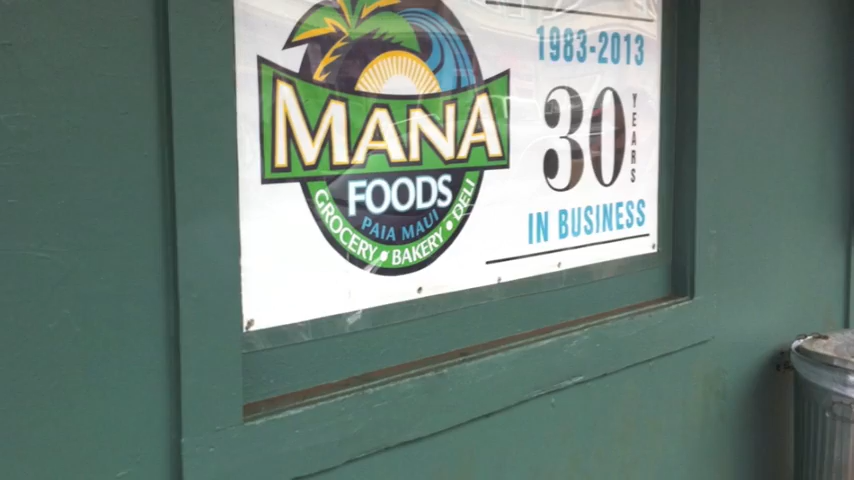 MANA
FOODS
PAIA MAUI
GROCERY • BAKERY • DELI
1983-2013
30
YEARS
IN BUSINESS